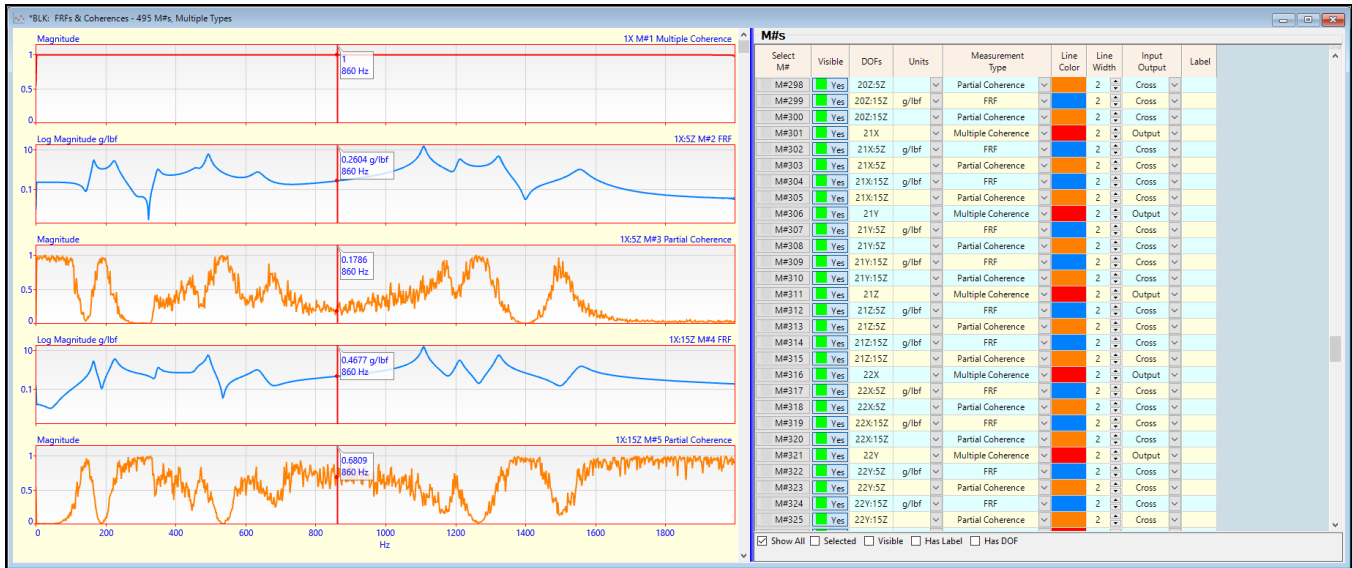 *BLK: FRFs & Coherences - 495 M#s, Multiple Types
Magnitude 1X M#1 Multiple Coherence
1
0.5
0
1
860 Hz
Log Magnitude g/lbf 1X:5Z M#2 FRF
10
0.1
0.2604 g/lbf
860 Hz
Magnitude 1X:5Z M#3 Partial Coherence
1
0.5
0
0.1786
860 Hz
Log Magnitude g/lbf 1X:15Z M#4 FRF
10
0.1
0.4677 g/lbf
860 Hz
Magnitude 1X:15Z M#5 Partial Coherence
1
0.5
0
0.6809
860 Hz
0 200 400 600 800 1000 1200 1400 1600 1800
Hz
M#s
Select M# Visible DOFs Units Measurement Type Line Color Line Width Input Output Label
M#298 Yes 20Z:5Z Partial Coherence 2 Cross
M#299 Yes 20Z:15Z g/lbf FRF 2 Cross
M#300 Yes 20Z:15Z Partial Coherence 2 Cross
M#301 Yes 21X Multiple Coherence 2 Output
M#302 Yes 21X:5Z g/lbf FRF 2 Cross
M#303 Yes 21X:5Z Partial Coherence 2 Cross
M#304 Yes 21X:15Z g/lbf FRF 2 Cross
M#305 Yes 21X:15Z Partial Coherence 2 Cross
M#306 Yes 21Y Multiple Coherence 2 Output
M#307 Yes 21Y:5Z g/lbf FRF 2 Cross
M#308 Yes 21Y:5Z Partial Coherence 2 Cross
M#309 Yes 21Y:15Z g/lbf FRF 2 Cross
M#310 Yes 21Y:15Z Partial Coherence 2 Cross
M#311 Yes 21Z Multiple Coherence 2 Output
M#312 Yes 21Z:5Z g/lbf FRF 2 Cross
M#313 Yes 21Z:5Z Partial Coherence 2 Cross
M#314 Yes 21Z:15Z g/lbf FRF 2 Cross
M#315 Yes 21Z:15Z Partial Coherence 2 Cross
M#316 Yes 22X Multiple Coherence 2 Output
M#317 Yes 22X:5Z g/lbf FRF 2 Cross
M#318 Yes 22X:5Z Partial Coherence 2 Cross
M#319 Yes 22X:15Z g/lbf FRF 2 Cross
M#320 Yes 22X:15Z Partial Coherence 2 Cross
M#321 Yes 22Y Multiple Coherence 2 Output
M#322 Yes 22Y:5Z g/lbf FRF 2 Cross
M#323 Yes 22Y:5Z Partial Coherence 2 Cross
M#324 Yes 22Y:15Z g/lbf FRF 2 Cross
M#325 Yes 22Y:15Z Partial Coherence 2 Cross
Show All Selected Visible Has Label Has DOF